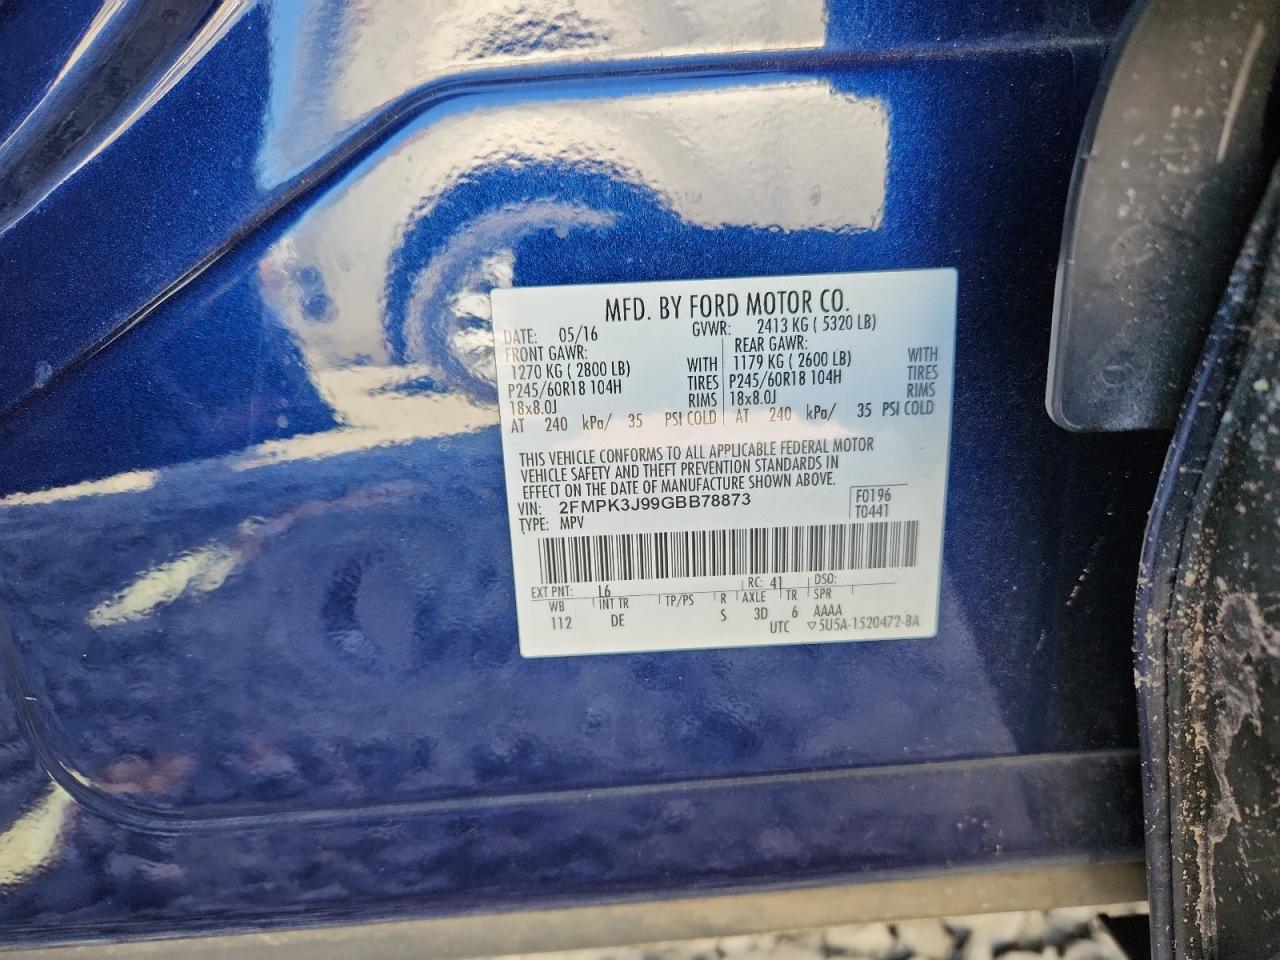 MFD. BY FORD MOTOR CO.
DATE: 05/16 GVWR: 2413 KG ( 5320 LB)
FRONT GAWR: REAR GAWR:
1270 KG ( 2800 LB) WITH 1179 KG ( 2600 LB) WITH
P245/60R18 104H TIRES P245/60R18 104H TIRES
18x8.0J RIMS 18x8.0J RIMS
AT 240 kPa/ 35 PSI COLD AT 240 kPa/ 35 PSI COLD
THIS VEHICLE CONFORMS TO ALL APPLICABLE FEDERAL MOTOR
VEHICLE SAFETY AND THEFT PREVENTION STANDARDS IN
EFFECT ON THE DATE OF MANUFACTURE SHOWN ABOVE.
VIN: 2FMPK3J99GBB78873 F0196
TYPE: MPV T0441
EXT PNT: L6 RC: 41 DSO:
WB INT TR TP/PS R AXLE TR SPR
112 DE S 3D 6 AAAA
UTC ▽5U5A-1520472-BA